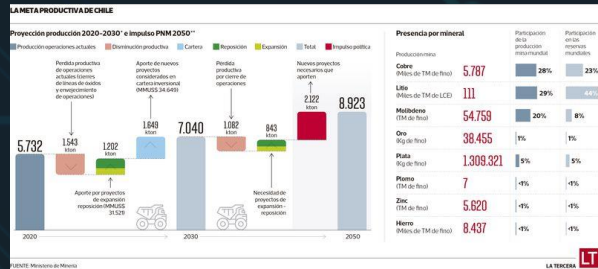 LA META PRODUCTIVA DE CHILE
Proyección producción 2020-2030* e impulso PNM 2050**
Producción operaciones actuales
Disminución productiva
Cartera
Reposición
Expansión
Total
Impulso política
Perdida productiva
de operaciones
actuales (cierres
de líneas de óxidos
y envejecimiento
de operaciones)
Aporte de nuevos
proyectos
considerados en
cartera inversional
(MMUS$ 34.649)
Pérdida
productiva
por cierre de
operaciones
Nuevos proyectos
necesarios que
aporten
5.732
1.543
kton
1.202
kton
1.649
kton
7.040
1.082
kton
843
kton
2.122
kton
8.923
Aporte por proyectos
de expansión
reposición (MMUS$
31.521)
Necesidad de
proyectos de
expansión-
reposición
2020
2030
2050
FUENTE: Ministerio de Minería
Presencia por mineral
Participación
de la
producción
mina mundial
Participación
en las
reservas
mundiales
Producción mina
Cobre
(Miles de TM de fino)
5.787
28%
23%
Litio
(Miles de TM de LCE)
111
29%
44%
Molibdeno
(TM de fino)
54.759
20%
8%
Oro
(Kg de fino)
38.455
1%
1%
Plata
(Kg de fino)
1.309.321
5%
5%
Plomo
(TM de fino)
7
<1%
<1%
Zinc
(TM de fino)
5.620
<1%
<1%
Hierro
(Miles de TM de fino)
8.437
<1%
<1%
LA TERCERA
LT